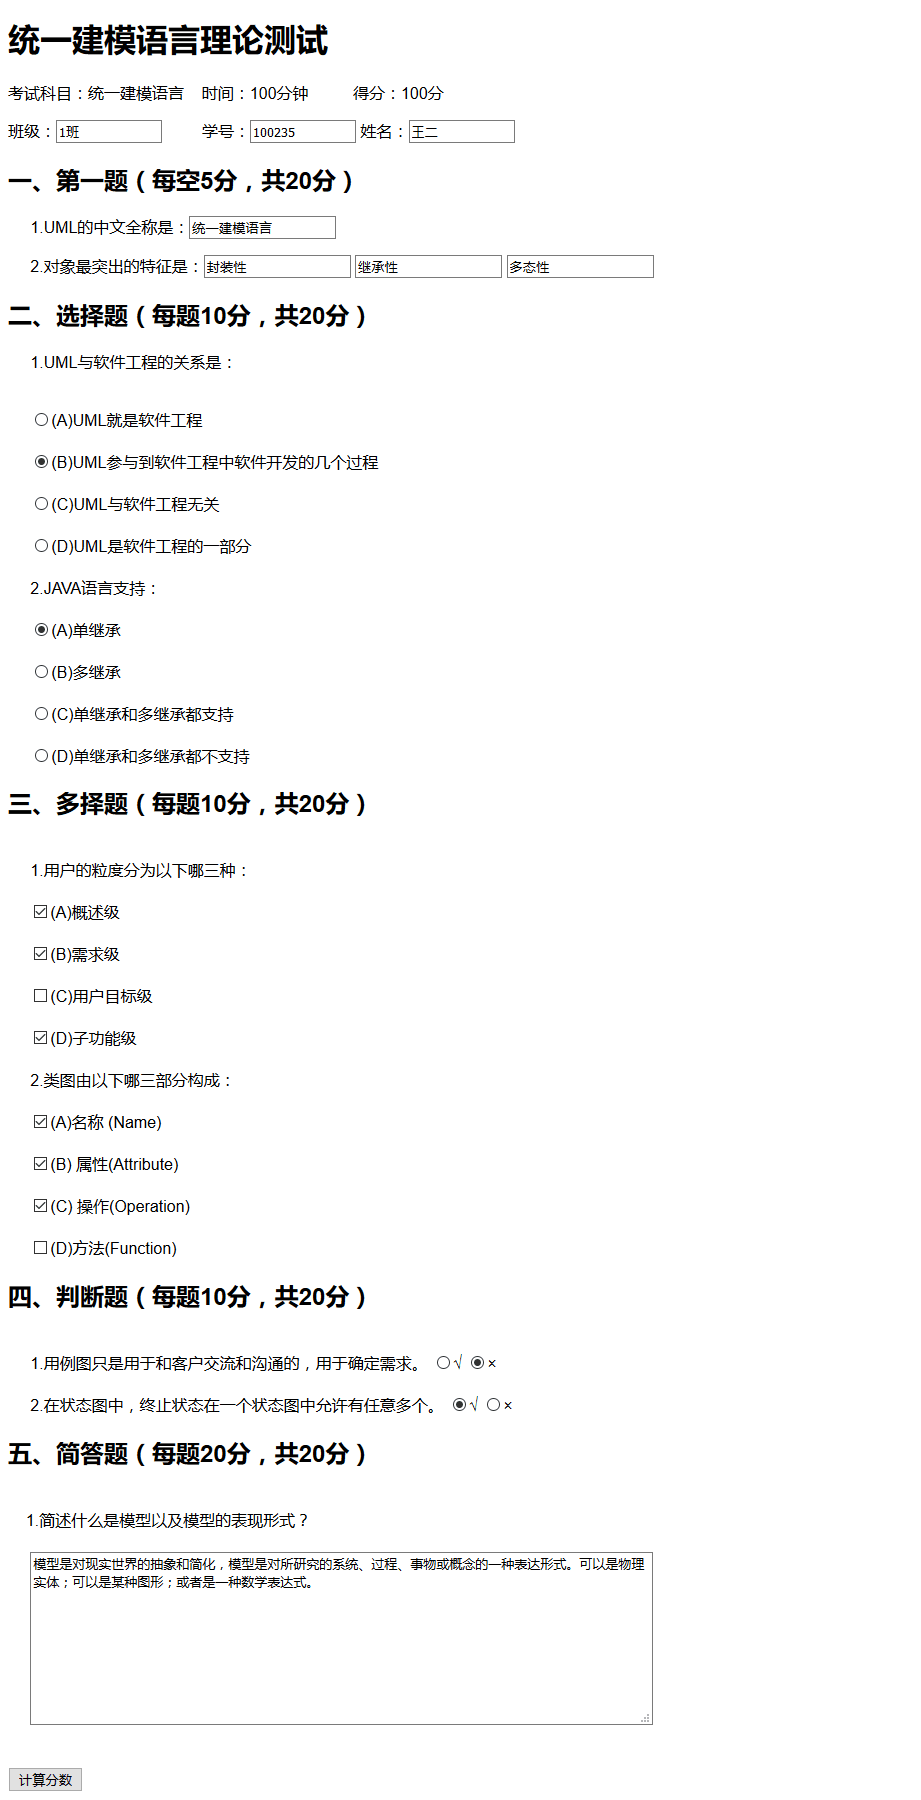 统一建模语言理论测试
考试科目：统一建模语言 时间：100分钟 得分：100分
班级：1班 学号：100235 姓名：王二
一、第一题（每空5分，共20分）
1.UML的中文全称是：统一建模语言
2.对象最突出的特征是：封装性 继承性 多态性
二、选择题（每题10分，共20分）
1.UML与软件工程的关系是：
(A)UML就是软件工程
(B)UML参与到软件工程中软件开发的几个过程
(C)UML与软件工程无关
(D)UML是软件工程的一部分
2.JAVA语言支持：
(A)单继承
(B)多继承
(C)单继承和多继承都支持
(D)单继承和多继承都不支持
三、多择题（每题10分，共20分）
1.用户的粒度分为以下哪三种：
(A)概述级
(B)需求级
(C)用户目标级
(D)子功能级
2.类图由以下哪三部分构成：
(A)名称 (Name)
(B) 属性(Attribute)
(C) 操作(Operation)
(D)方法(Function)
四、判断题（每题10分，共20分）
1.用例图只是用于和客户交流和沟通的，用于确定需求。 √ ×
2.在状态图中，终止状态在一个状态图中允许有任意多个。 √ ×
五、简答题（每题20分，共20分）
1.简述什么是模型以及模型的表现形式？
模型是对现实世界的抽象和简化，模型是对所研究的系统、过程、事物或概念的一种表达形式。可以是物理
实体；可以是某种图形；或者是一种数学表达式。
计算分数